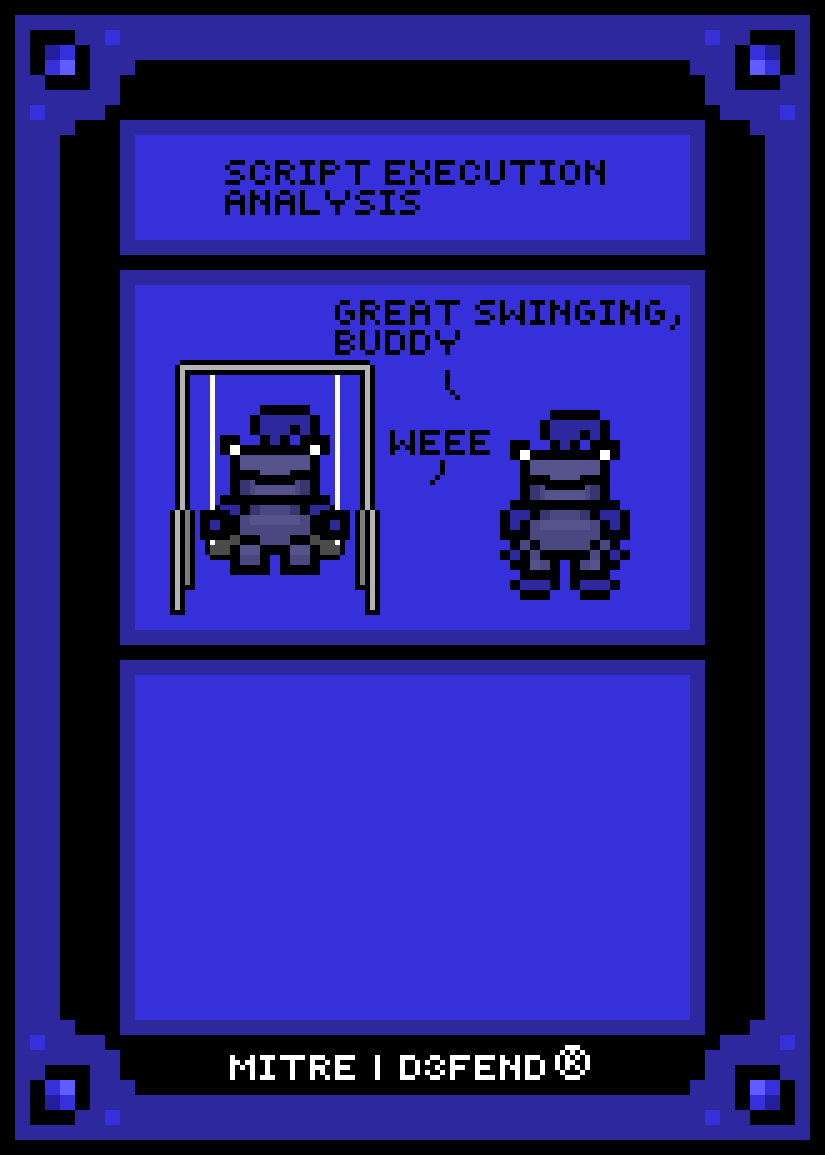 SCRIPT EXECUTION
ANALYSIS
GREAT SWINGING,
BUDDY
WEEE
MITRE | D3FEND®